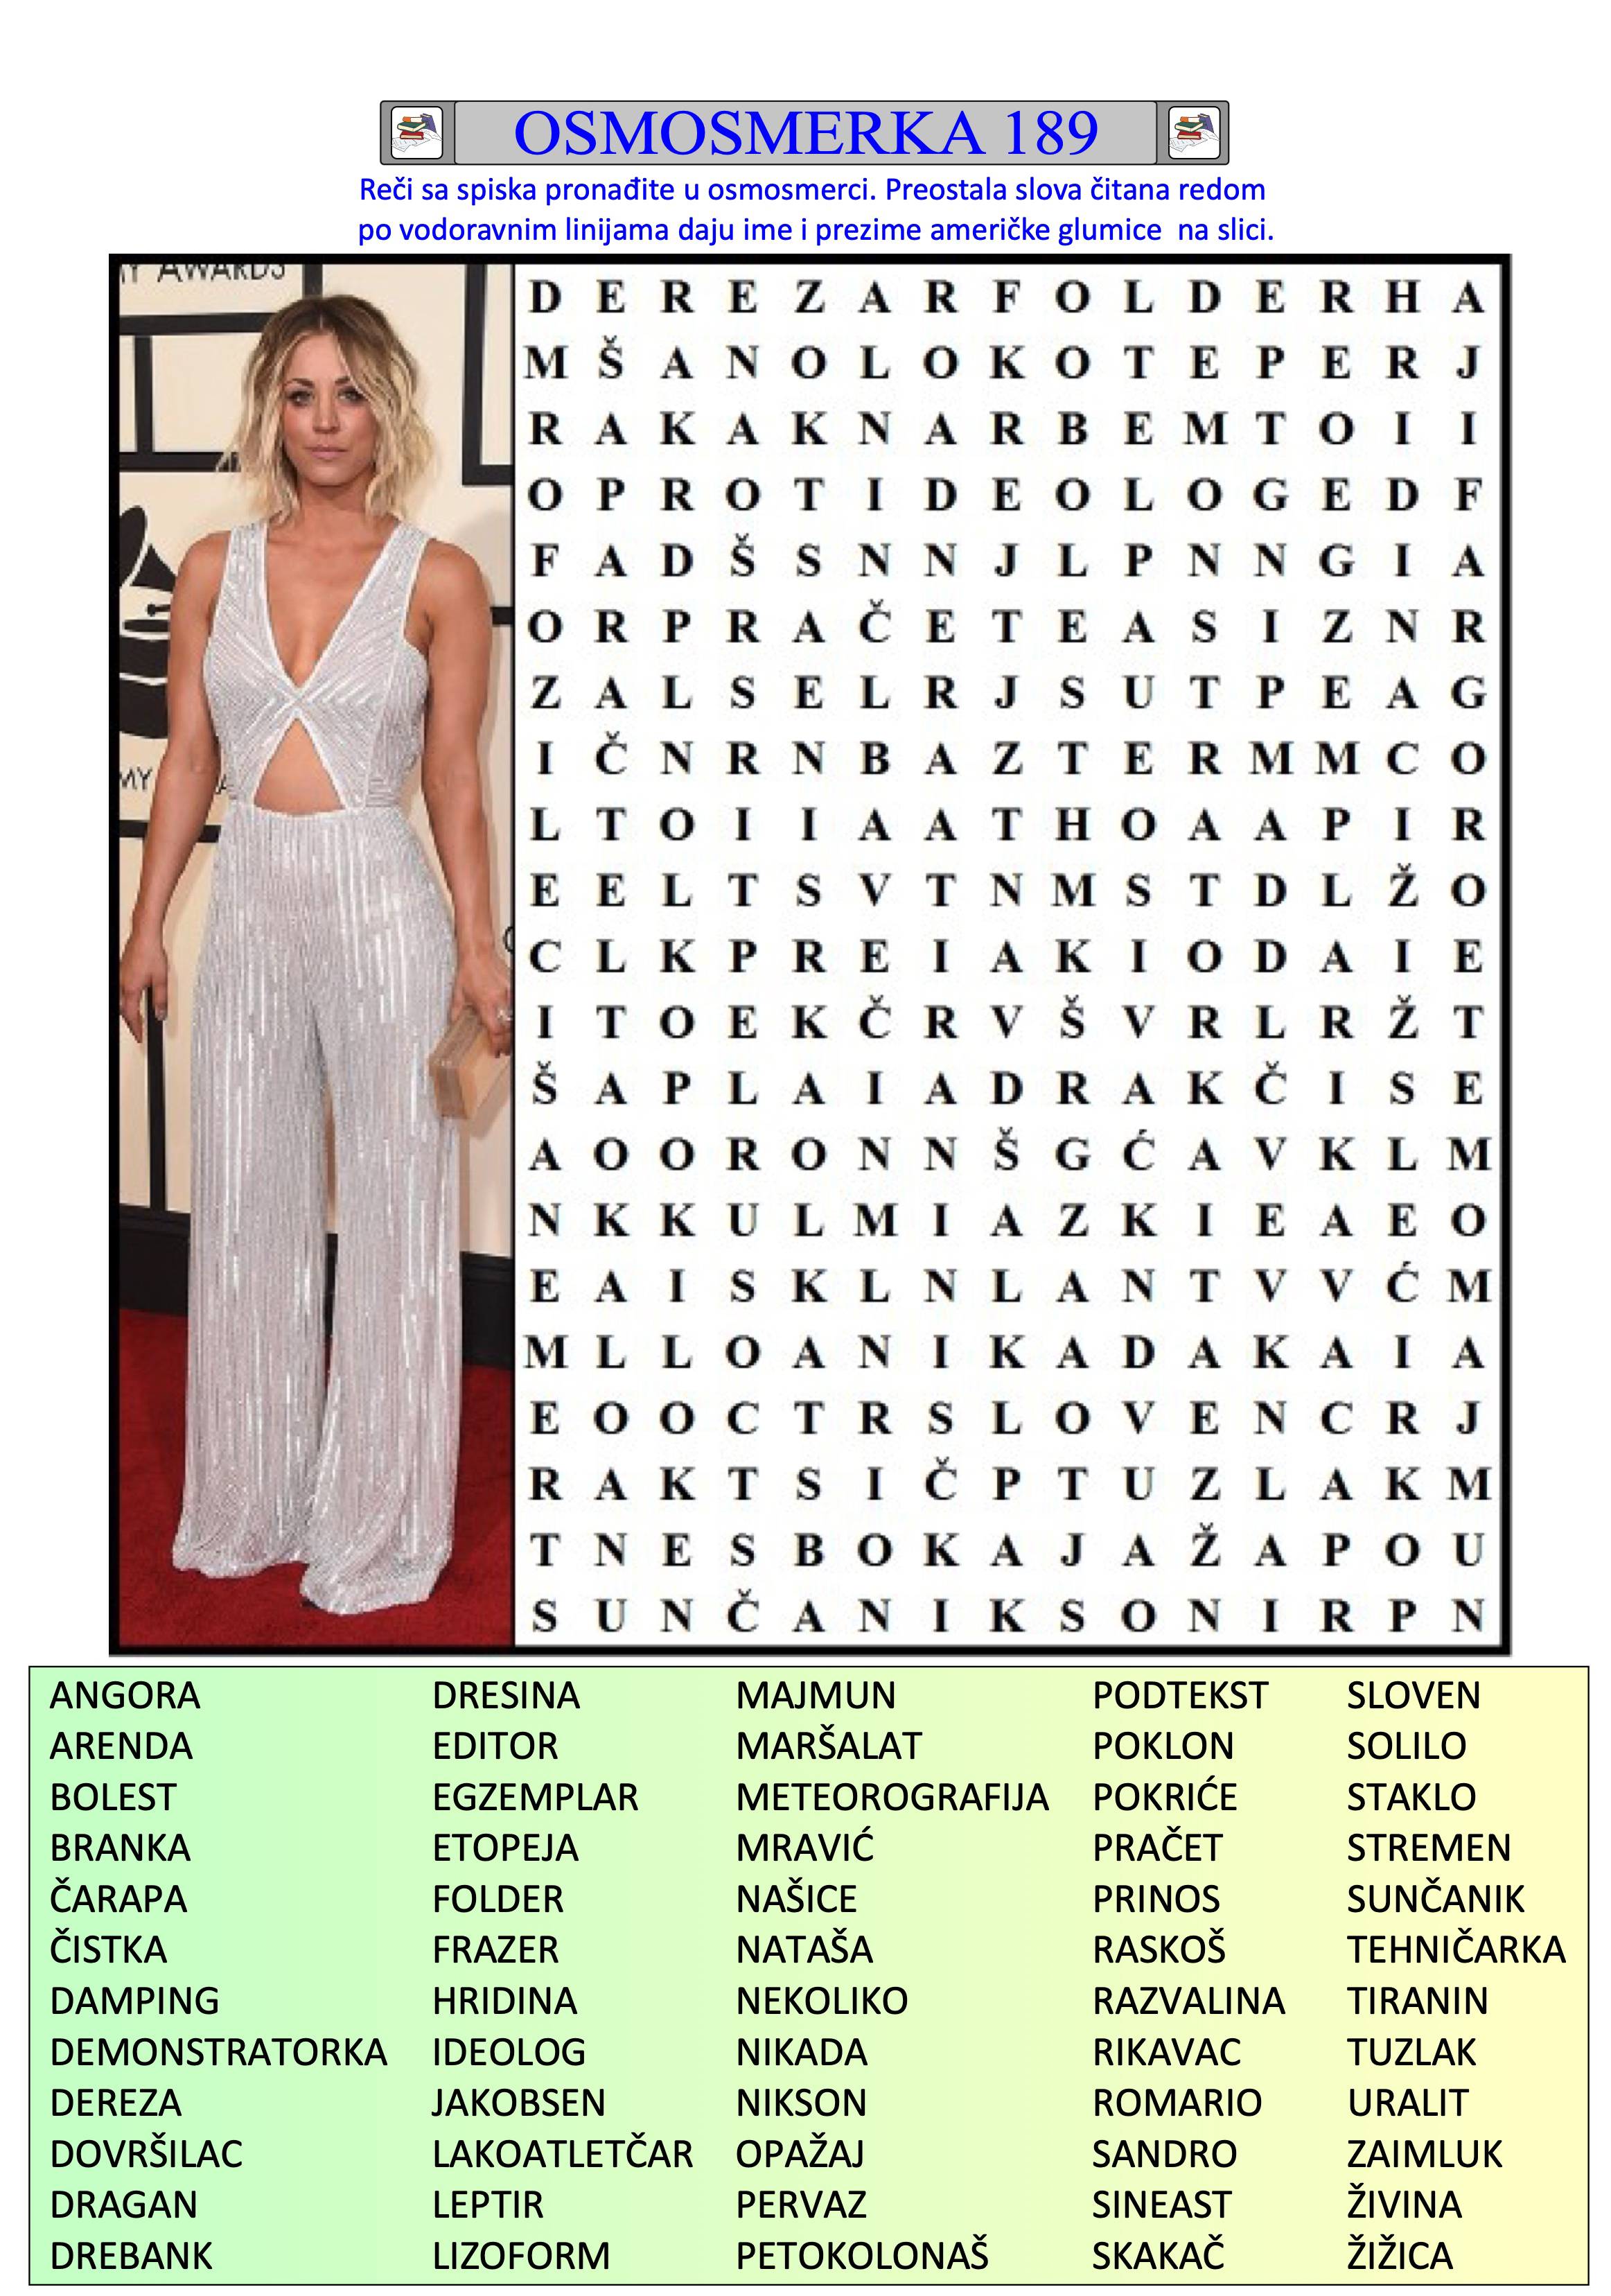 OSMOSMERKA 189
Reči sa spiska pronađite u osmosmerci. Preostala slova čitana redom
po vodoravnim linijama daju ime i prezime američke glumice na slici.
AWARDS
D E R E Z A R F O L D E R H A
M Š A N O L O K O T E P E R J
R A K A K N A R B E M T O I I
O P R O T I D E O L O G E D F
F A D Š S N N J L P N N G I A
O R P R A Č E T E A S I Z N R
Z A L S E L R J S U T P E A G
I Č N R N B A Z T E R M M C O
MY
L T O I I A A T H O A A P I R
E E L T S V T N M S T D L Ž O
C L K P R E I A K I O D A I E
I T O E K Č R V Š V R L R Ž T
Š A P L A I A D R A K Č I S E
A O O R O N N Š G Ć A V K L M
N K K U L M I A Z K I E A E O
E A I S K L N L A N T V V Ć M
M L L O A N I K A D A K A I A
E O O C T R S L O V E N C R J
R A K T S I Č P T U Z L A K M
T N E S B O K A J A Ž A P O U
S U N Č A N I K S O N I R P N
ANGORA DRESINA MAJMUN PODTEKST SLOVEN
ARENDA EDITOR MARŠALAT POKLON SOLILO
BOLEST EGZEMPLAR METEOROGRAFIJA POKRIĆE STAKLO
BRANKA ETOPEJA MRAVIĆ PRAČET STREMEN
ČARAPA FOLDER NAŠICE PRINOS SUNČANIK
ČISTKA FRAZER NATAŠA RASKOŠ TEHNIČARKA
DAMPING HRIDINA NEKOLIKO RAZVALINA TIRANIN
DEMONSTRATORKA IDEOLOG NIKADA RIKAVAC TUZLAK
DEREZA JAKOBSEN NIKSON ROMARIO URALIT
DOVRŠILAC LAKOATLETČAR OPAŽAJ SANDRO ZAIMLUK
DRAGAN LEPTIR PERVAZ SINEAST ŽIVINA
DREBANK LIZOFORM PETOKOLONAŠ SKAKAČ ŽIŽICA